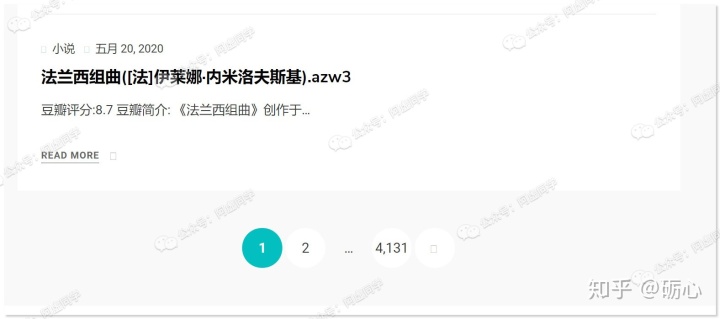 小说 五月 20, 2020
法兰西组曲([法]伊莱娜·内米洛夫斯基).azw3
豆瓣评分:8.7 豆瓣简介: 《法兰西组曲》创作于...
READ MORE
1 2 ... 4,131
知乎 @砺心